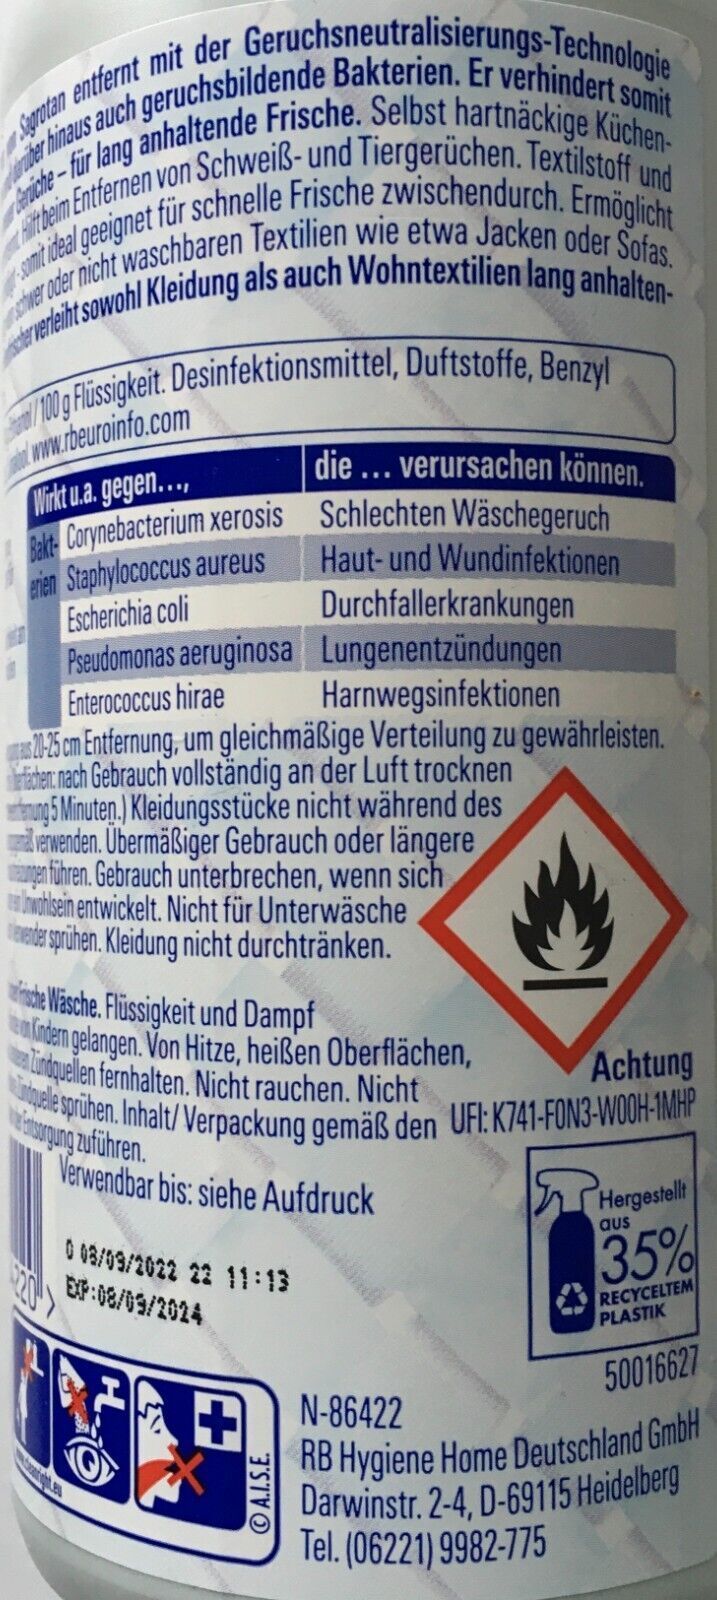 Sagrotan entfernt mit der Geruchsneutralisierungs-Technologie
hinaus auch geruchsbildende Bakterien. Er verhindert somit
Gerüche – für lang anhaltende Frische. Selbst hartnäckige Küchen-
Hilft beim Entfernen von Schweiß- und Tiergerüchen. Textilstoff und
- somit ideal geeignet für schnelle Frische zwischendurch. Ermöglicht
schwer oder nicht waschbaren Textilien wie etwa Jacken oder Sofas.
verleiht sowohl Kleidung als auch Wohntextilien lang anhalten-
/ 100 g Flüssigkeit. Desinfektionsmittel, Duftstoffe, Benzyl
www.rbeuroinfo.com
Wirkt u.a. gegen..., die ... verursachen können.
Bakt-
erien
Corynebacterium xerosis Schlechten Wäschegeruch
Staphylococcus aureus Haut- und Wundinfektionen
Escherichia coli Durchfallerkrankungen
Pseudomonas aeruginosa Lungenentzündungen
Enterococcus hirae Harnwegsinfektionen
aus 20-25 cm Entfernung, um gleichmäßige Verteilung zu gewährleisten.
nach Gebrauch vollständig an der Luft trocknen
5 Minuten.) Kleidungsstücke nicht während des
verwenden. Übermäßiger Gebrauch oder längere
führen. Gebrauch unterbrechen, wenn sich
Unwohlsein entwickelt. Nicht für Unterwäsche
sprühen. Kleidung nicht durchtränken.
Frische Wäsche. Flüssigkeit und Dampf
von Kindern gelangen. Von Hitze, heißen Oberflächen,
Zündquellen fernhalten. Nicht rauchen. Nicht
Zündquelle sprühen. Inhalt/ Verpackung gemäß den
Entsorgung zuführen.
Achtung
UFI: K741-F0N3-W00H-1MHP
Verwendbar bis: siehe Aufdruck
0 08/09/2022 22 11:13
EXP:08/09/2024
220 >
Hergestellt
aus
35%
RECYCELTEM
PLASTIK
50016627
www.cleanright.eu
© A.I.S.E.
N-86422
RB Hygiene Home Deutschland GmbH
Darwinstr. 2-4, D-69115 Heidelberg
Tel. (06221) 9982-775